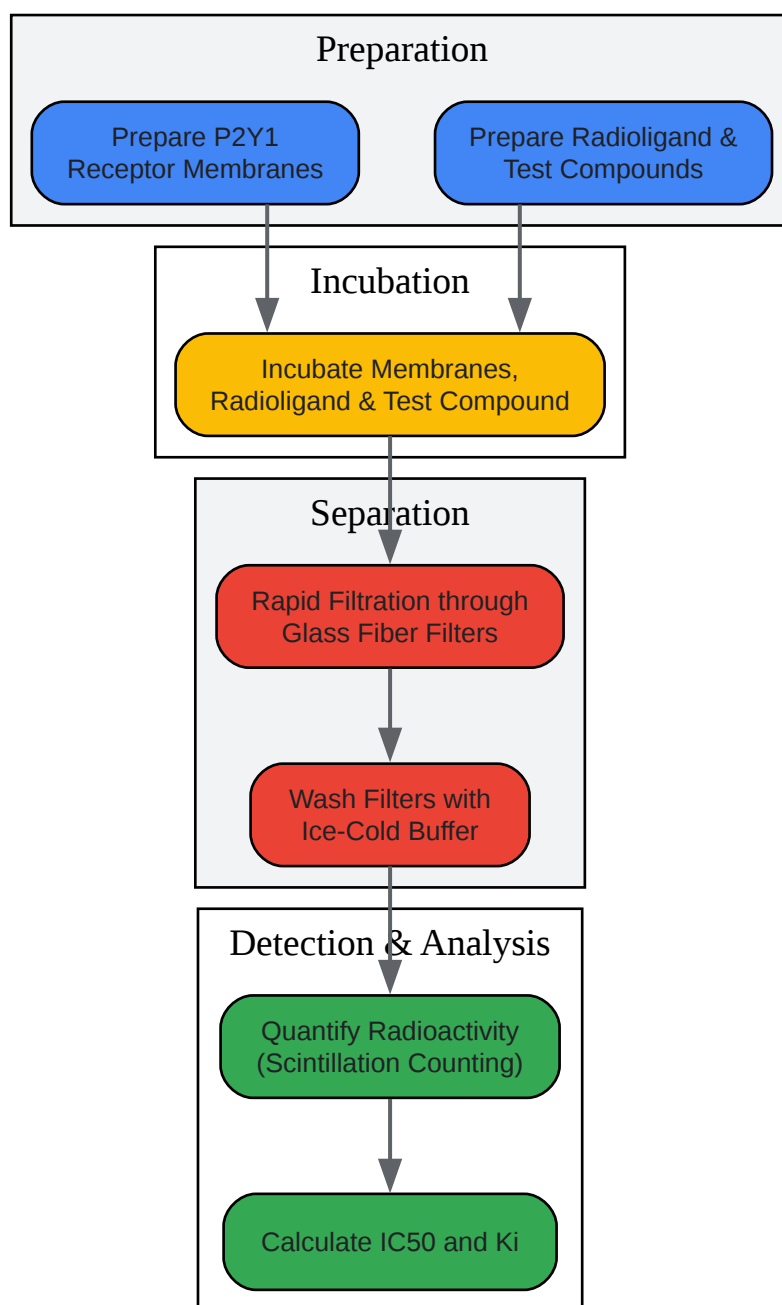 Preparation
Prepare P2Y1
Receptor Membranes
Prepare Radioligand &
Test Compounds
Incubation
Incubate Membranes,
Radioligand & Test Compound
Separation
Rapid Filtration through
Glass Fiber Filters
Wash Filters with
Ice-Cold Buffer
Detection & Analysis
Quantify Radioactivity
(Scintillation Counting)
Calculate IC50 and Ki